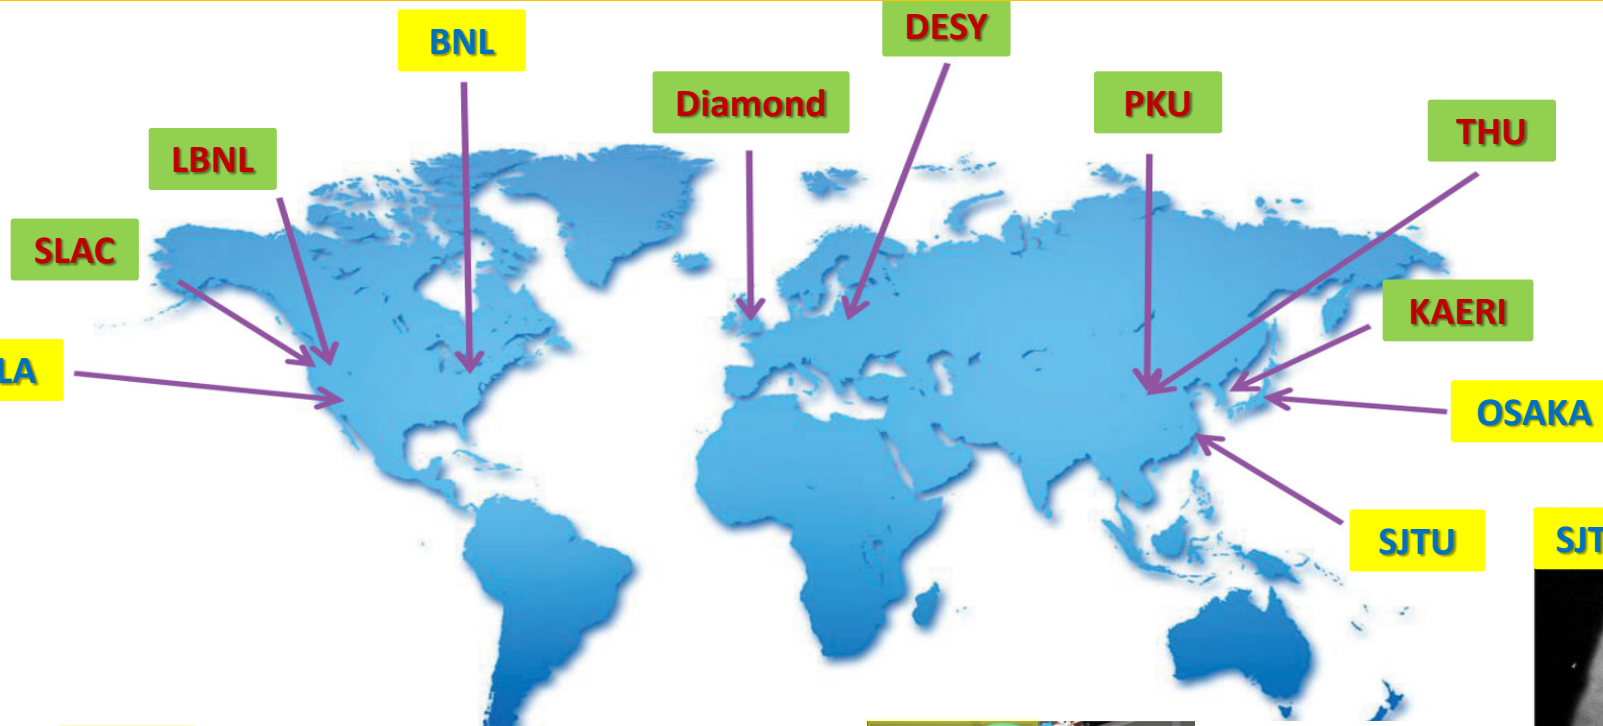 DESY
BNL
Diamond
PKU
THU
LBNL
SLAC
KAERI
LA
OSAKA
SJTU
SJT